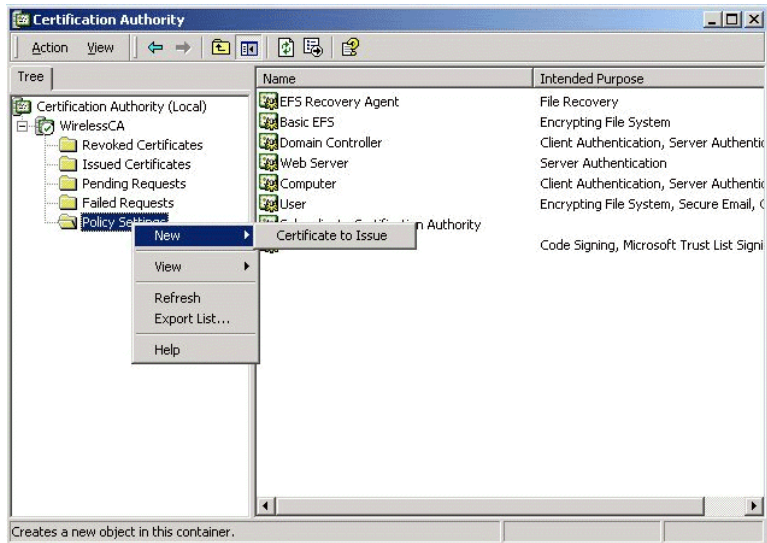 Certification Authority
Action View
Tree
Name Intended Purpose
Certification Authority (Local)
WirelessCA
Revoked Certificates
Issued Certificates
Pending Requests
Failed Requests
Policy
EFS Recovery Agent File Recovery
Basic EFS Encrypting File System
Domain Controller Client Authentication, Server Authentic
Web Server Server Authentication
Computer Client Authentication, Server Authentic
User Encrypting File System, Secure Email,
Authority
Code Signing, Microsoft Trust List Signi
New
Certificate to Issue
View
Refresh
Export List...
Help
Creates a new object in this container.